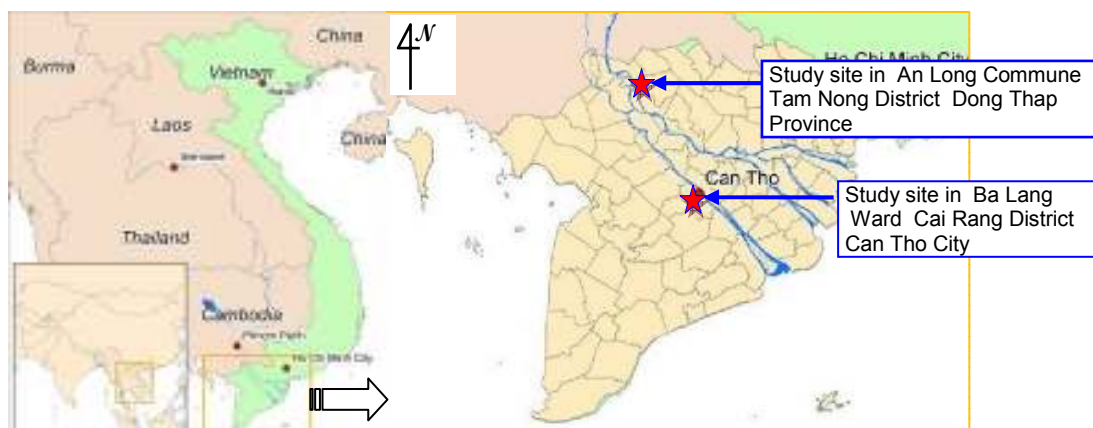 China
N
Burma
Vietnam
Hanoi
Laos
China
Thailand
Cambodia
Phnom Penh
Ho Chi Minh City
Ho Chi Minh City
Study site in An Long Commune
Tam Nong District Dong Thap
Province
Can Tho
Study site in Ba Lang
Ward Cai Rang District
Can Tho City